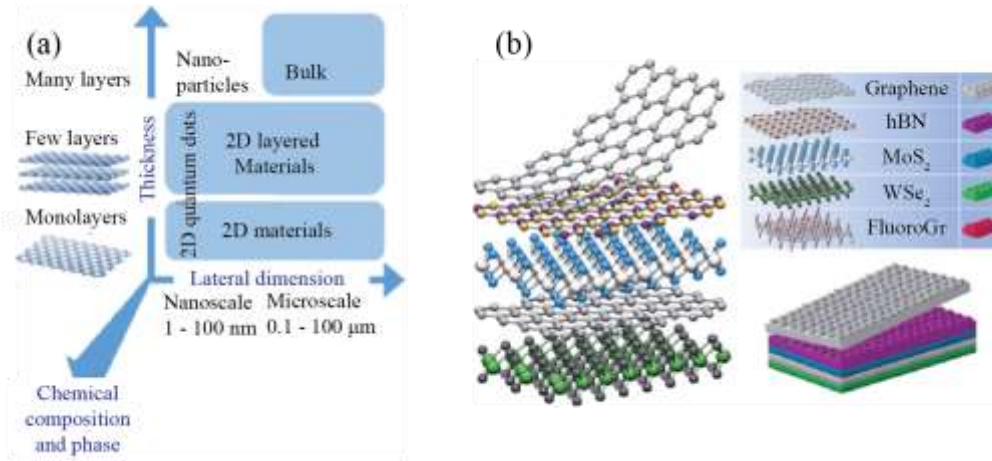 (a)
Many layers
Few layers
Monolayers
Thickness
Nano-
particles
Bulk
2D quantum dots
2D layered
Materials
2D materials
Lateral dimension
Nanoscale
1 - 100 nm
Microscale
0.1 - 100 μm
Chemical
composition
and phase
(b)
Graphene
hBN
MoS₂
WSe₂
FluoroGr